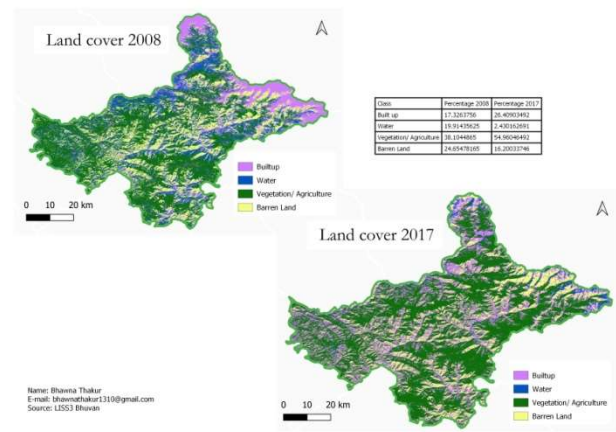 Land cover 2008
Builtup
Water
Vegetation/ Agriculture
Barren Land
0 10 20 km
Class Percentage 2008 Percentage 2017
Built up 17.3263756 26.40903492
Water 19.91435625 2.430162691
Vegetation/ Agriculture 38.1044865 54.96046492
Barren Land 24.65478165 16.20033746
Land cover 2017
Builtup
Water
Vegetation/ Agriculture
Barren Land
0 10 20 km
Name: Bhawna Thakur
E-mail: bhawnathakur1310@gmail.com
Source: LISS3 Bhuvan